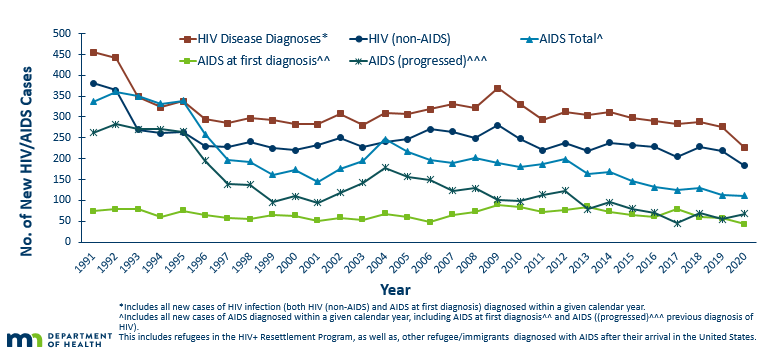 HIV Disease Diagnoses* HIV (non-AIDS) AIDS Total^
AIDS at first diagnosis^^ AIDS (progressed)^^^
No. of New HIV/AIDS Cases
500
450
400
350
300
250
200
150
100
50
0
1991 1992 1993 1994 1995 1996 1997 1998 1999 2000 2001 2002 2003 2004 2005 2006 2007 2008 2009 2010 2011 2012 2013 2014 2015 2016 2017 2018 2019 2020
Year
*Includes all new cases of HIV infection (both HIV (non-AIDS) and AIDS at first diagnosis) diagnosed within a given calendar year.
^Includes all new cases of AIDS diagnosed within a given calendar year, including AIDS at first diagnosis^^ and AIDS ((progressed)^^^ previous diagnosis of
HIV).
This includes refugees in the HIV+ Resettlement Program, as well as, other refugee/immigrants diagnosed with AIDS after their arrival in the United States.
DEPARTMENT
OF HEALTH